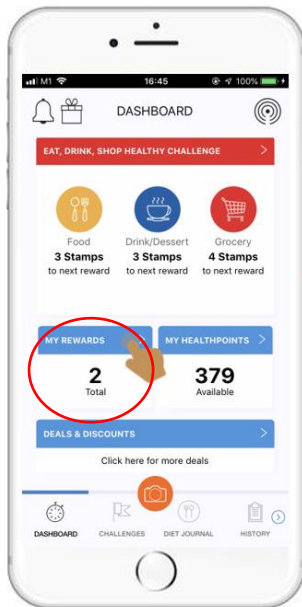 M1 16:45 100%
DASHBOARD
EAT, DRINK, SHOP HEALTHY CHALLENGE >
Food Drink/Dessert Grocery
3 Stamps 3 Stamps 4 Stamps
to next reward to next reward to next reward
MY REWARDS MY HEALTHPOINTS >
2 379
Total Available
DEALS & DISCOUNTS >
Click here for more deals
DASHBOARD CHALLENGES DIET JOURNAL HISTORY